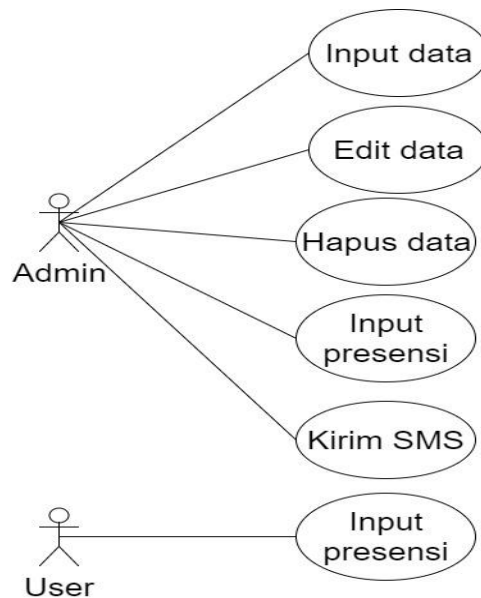 Input data
Edit data
Hapus data
Admin
Input
presensi
Kirim SMS
Input
presensi
User